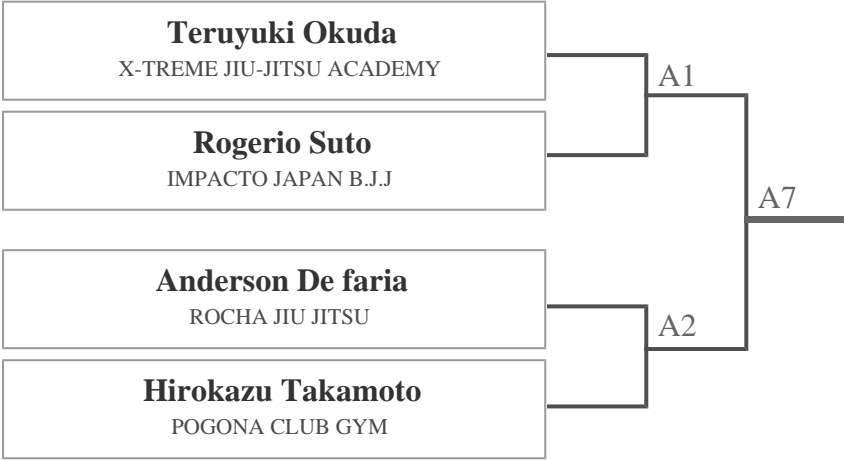 Teruyuki Okuda
X-TREME JIU-JITSU ACADEMY
A1
Rogerio Suto
IMPACTO JAPAN B.J.J
A7
Anderson De faria
ROCHA JIU JITSU
A2
Hirokazu Takamoto
POGONA CLUB GYM